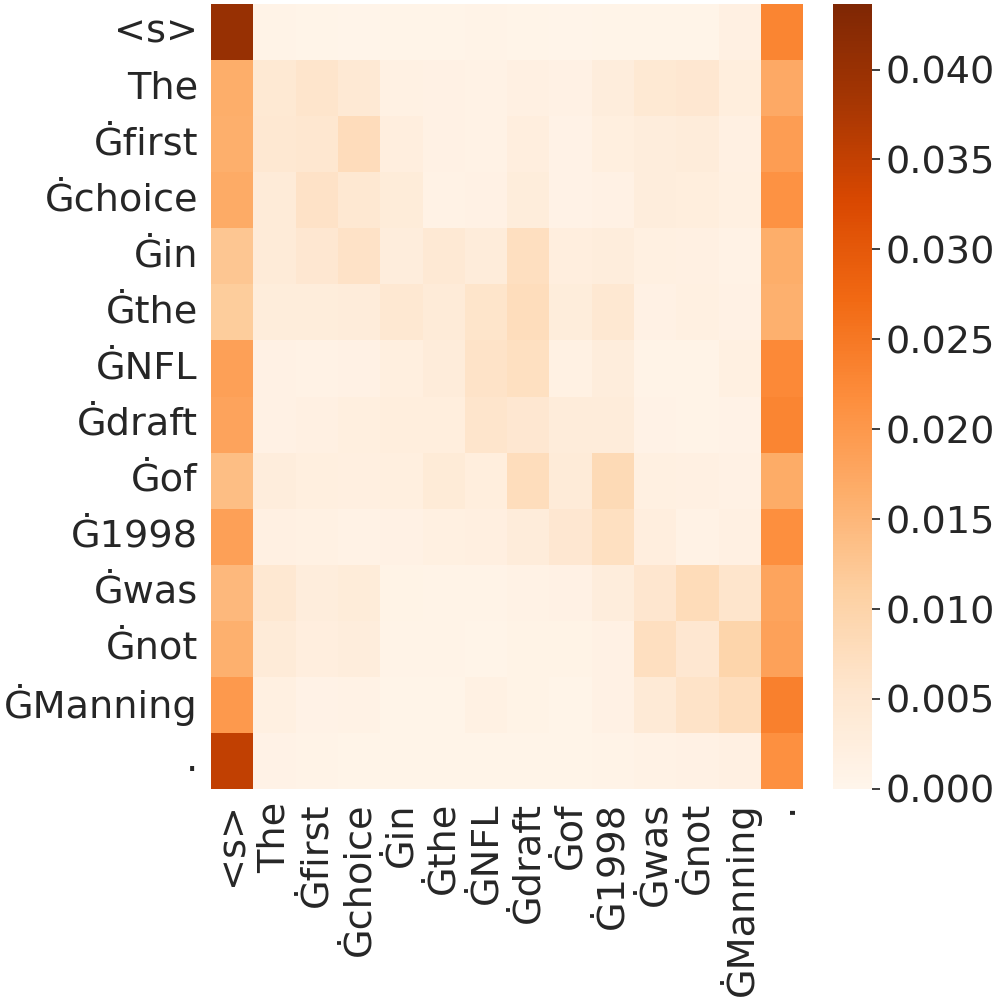 <s>
The
Ġfirst
Ġchoice
Ġin
Ġthe
ĠNFL
Ġdraft
Ġof
Ġ1998
Ġwas
Ġnot
ĠManning
.
<s>
The
Ġfirst
Ġchoice
Ġin
Ġthe
ĠNFL
Ġdraft
Ġof
Ġ1998
Ġwas
Ġnot
ĠManning
.
0.040
0.035
0.030
0.025
0.020
0.015
0.010
0.005
0.000